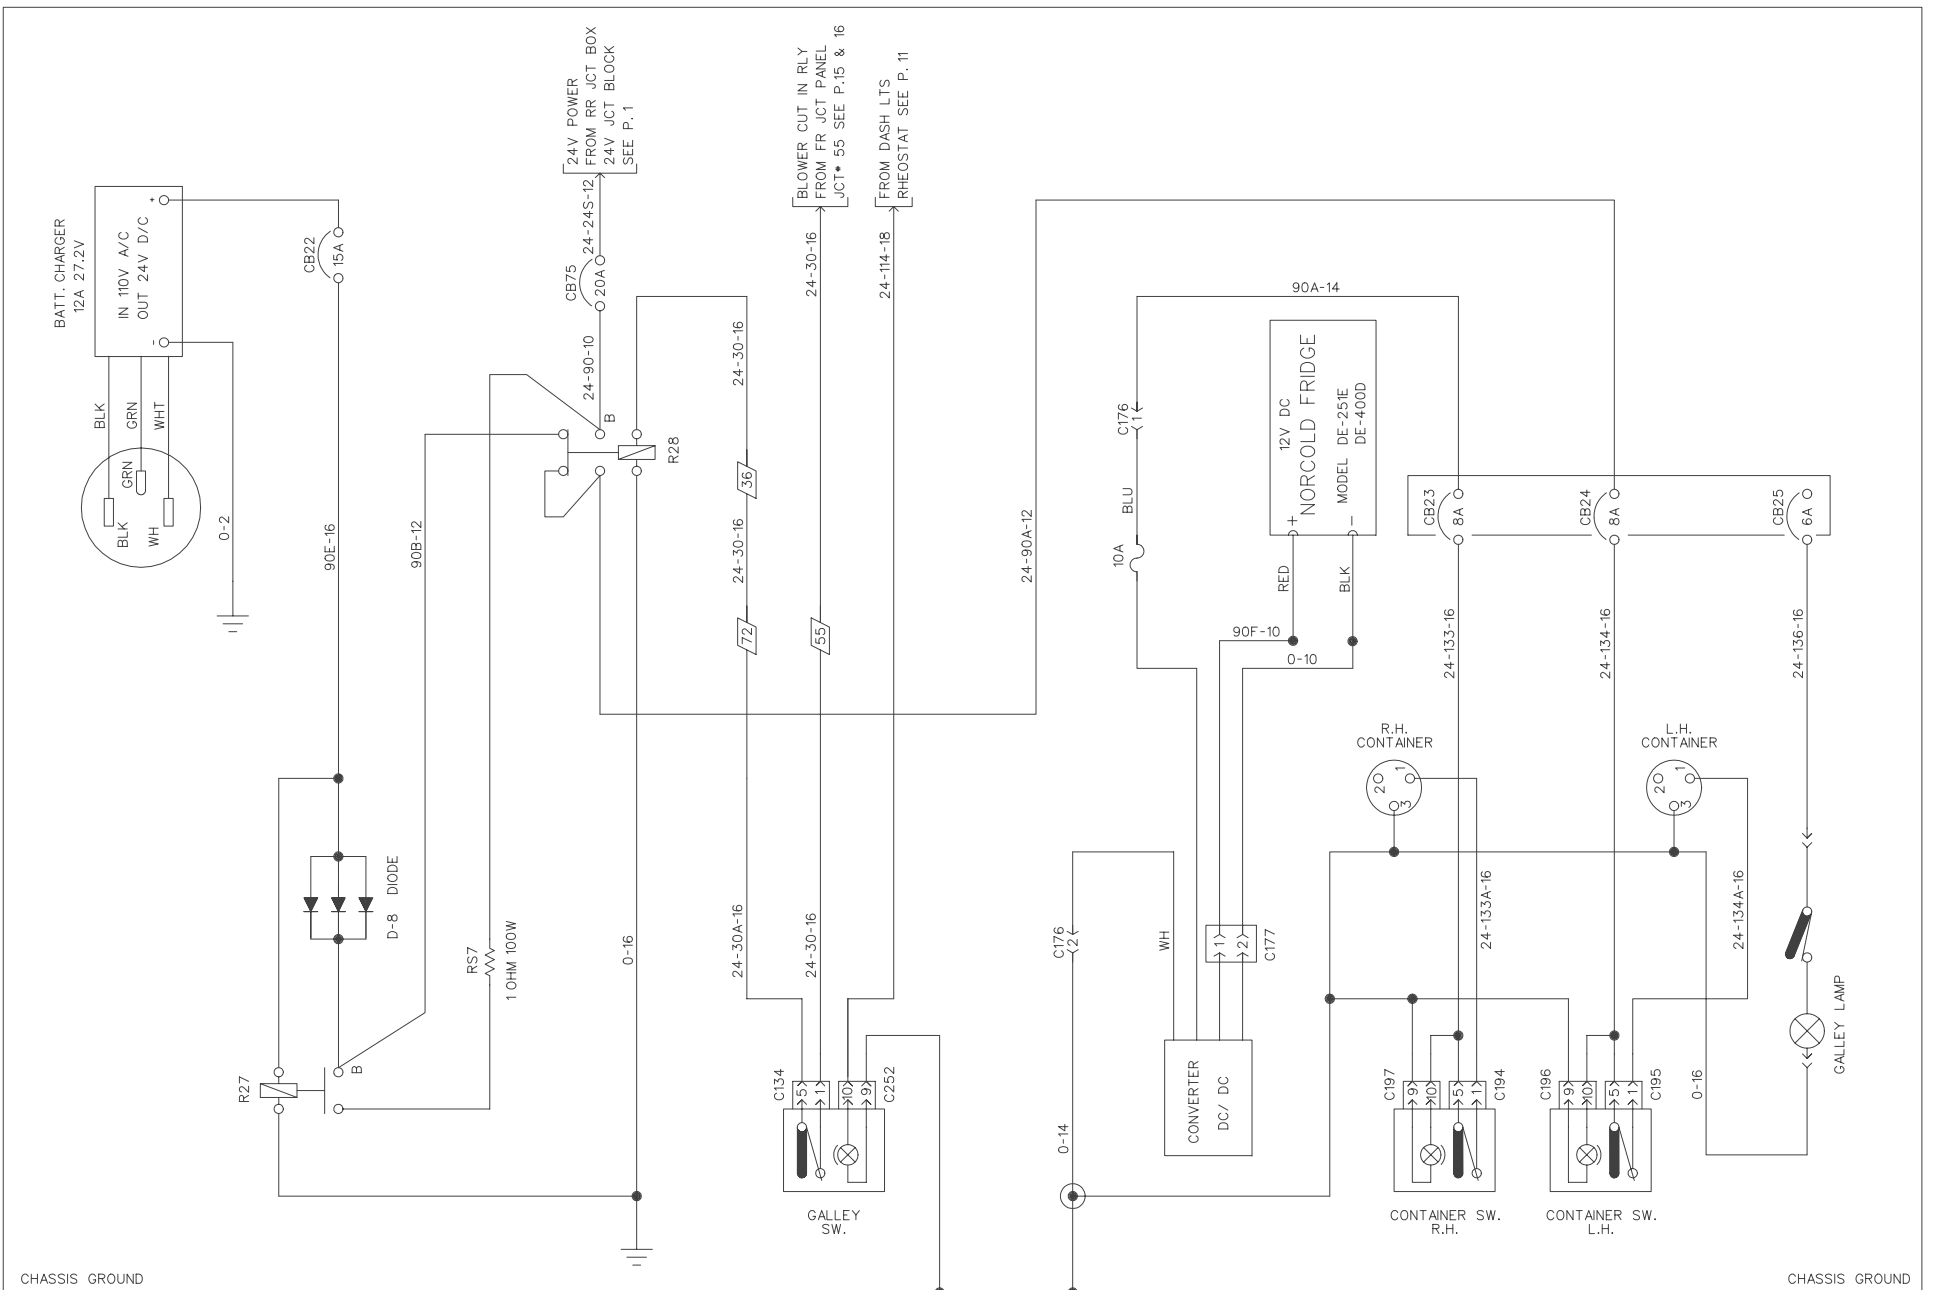 BATT. CHARGER
12A 27.2V
IN 110V A/C
OUT 24V D/C
+
-
BLK
GRN
WHT
GRN
BLK
WH
0-2
CB22
15A
90E-16
90B-12
D-8 DIODE
R27
B
RS7
1 OHM 100W
24V POWER
FROM RR JCT BOX
24V JCT BLOCK
SEE P. 1
24-24S-12
CB75
20A
24-90-10
B
R28
0-16
24-30-16
36
24-30-16
72
24-30A-16
BLOWER CUT IN RLY
FROM FR JCT PANEL
JCT* 55 SEE P.15 & 16
24-30-16
55
24-30-16
FROM DASH LTS
RHEOSTAT SEE P. 11
24-114-18
C134
5
1
10
9
C252
GALLEY
SW.
24-90A-12
90A-14
C176
1
BLU
10A
12V DC
NORCOLD FRIDGE
MODEL DE-251E
DE-400D
+
-
RED
BLK
90F-10
0-10
C176
2
WH
1
2
C177
0-14
CONVERTER
DC/ DC
CB23
8A
CB24
8A
CB25
6A
24-133-16
24-134-16
24-136-16
R.H.
CONTAINER
1
2
3
L.H.
CONTAINER
1
2
3
24-133A-16
24-134A-16
C197
9
10
5
1
C194
CONTAINER SW.
R.H.
C196
9
10
5
1
C195
CONTAINER SW.
L.H.
0-16
GALLEY LAMP
CHASSIS GROUND
CHASSIS GROUND